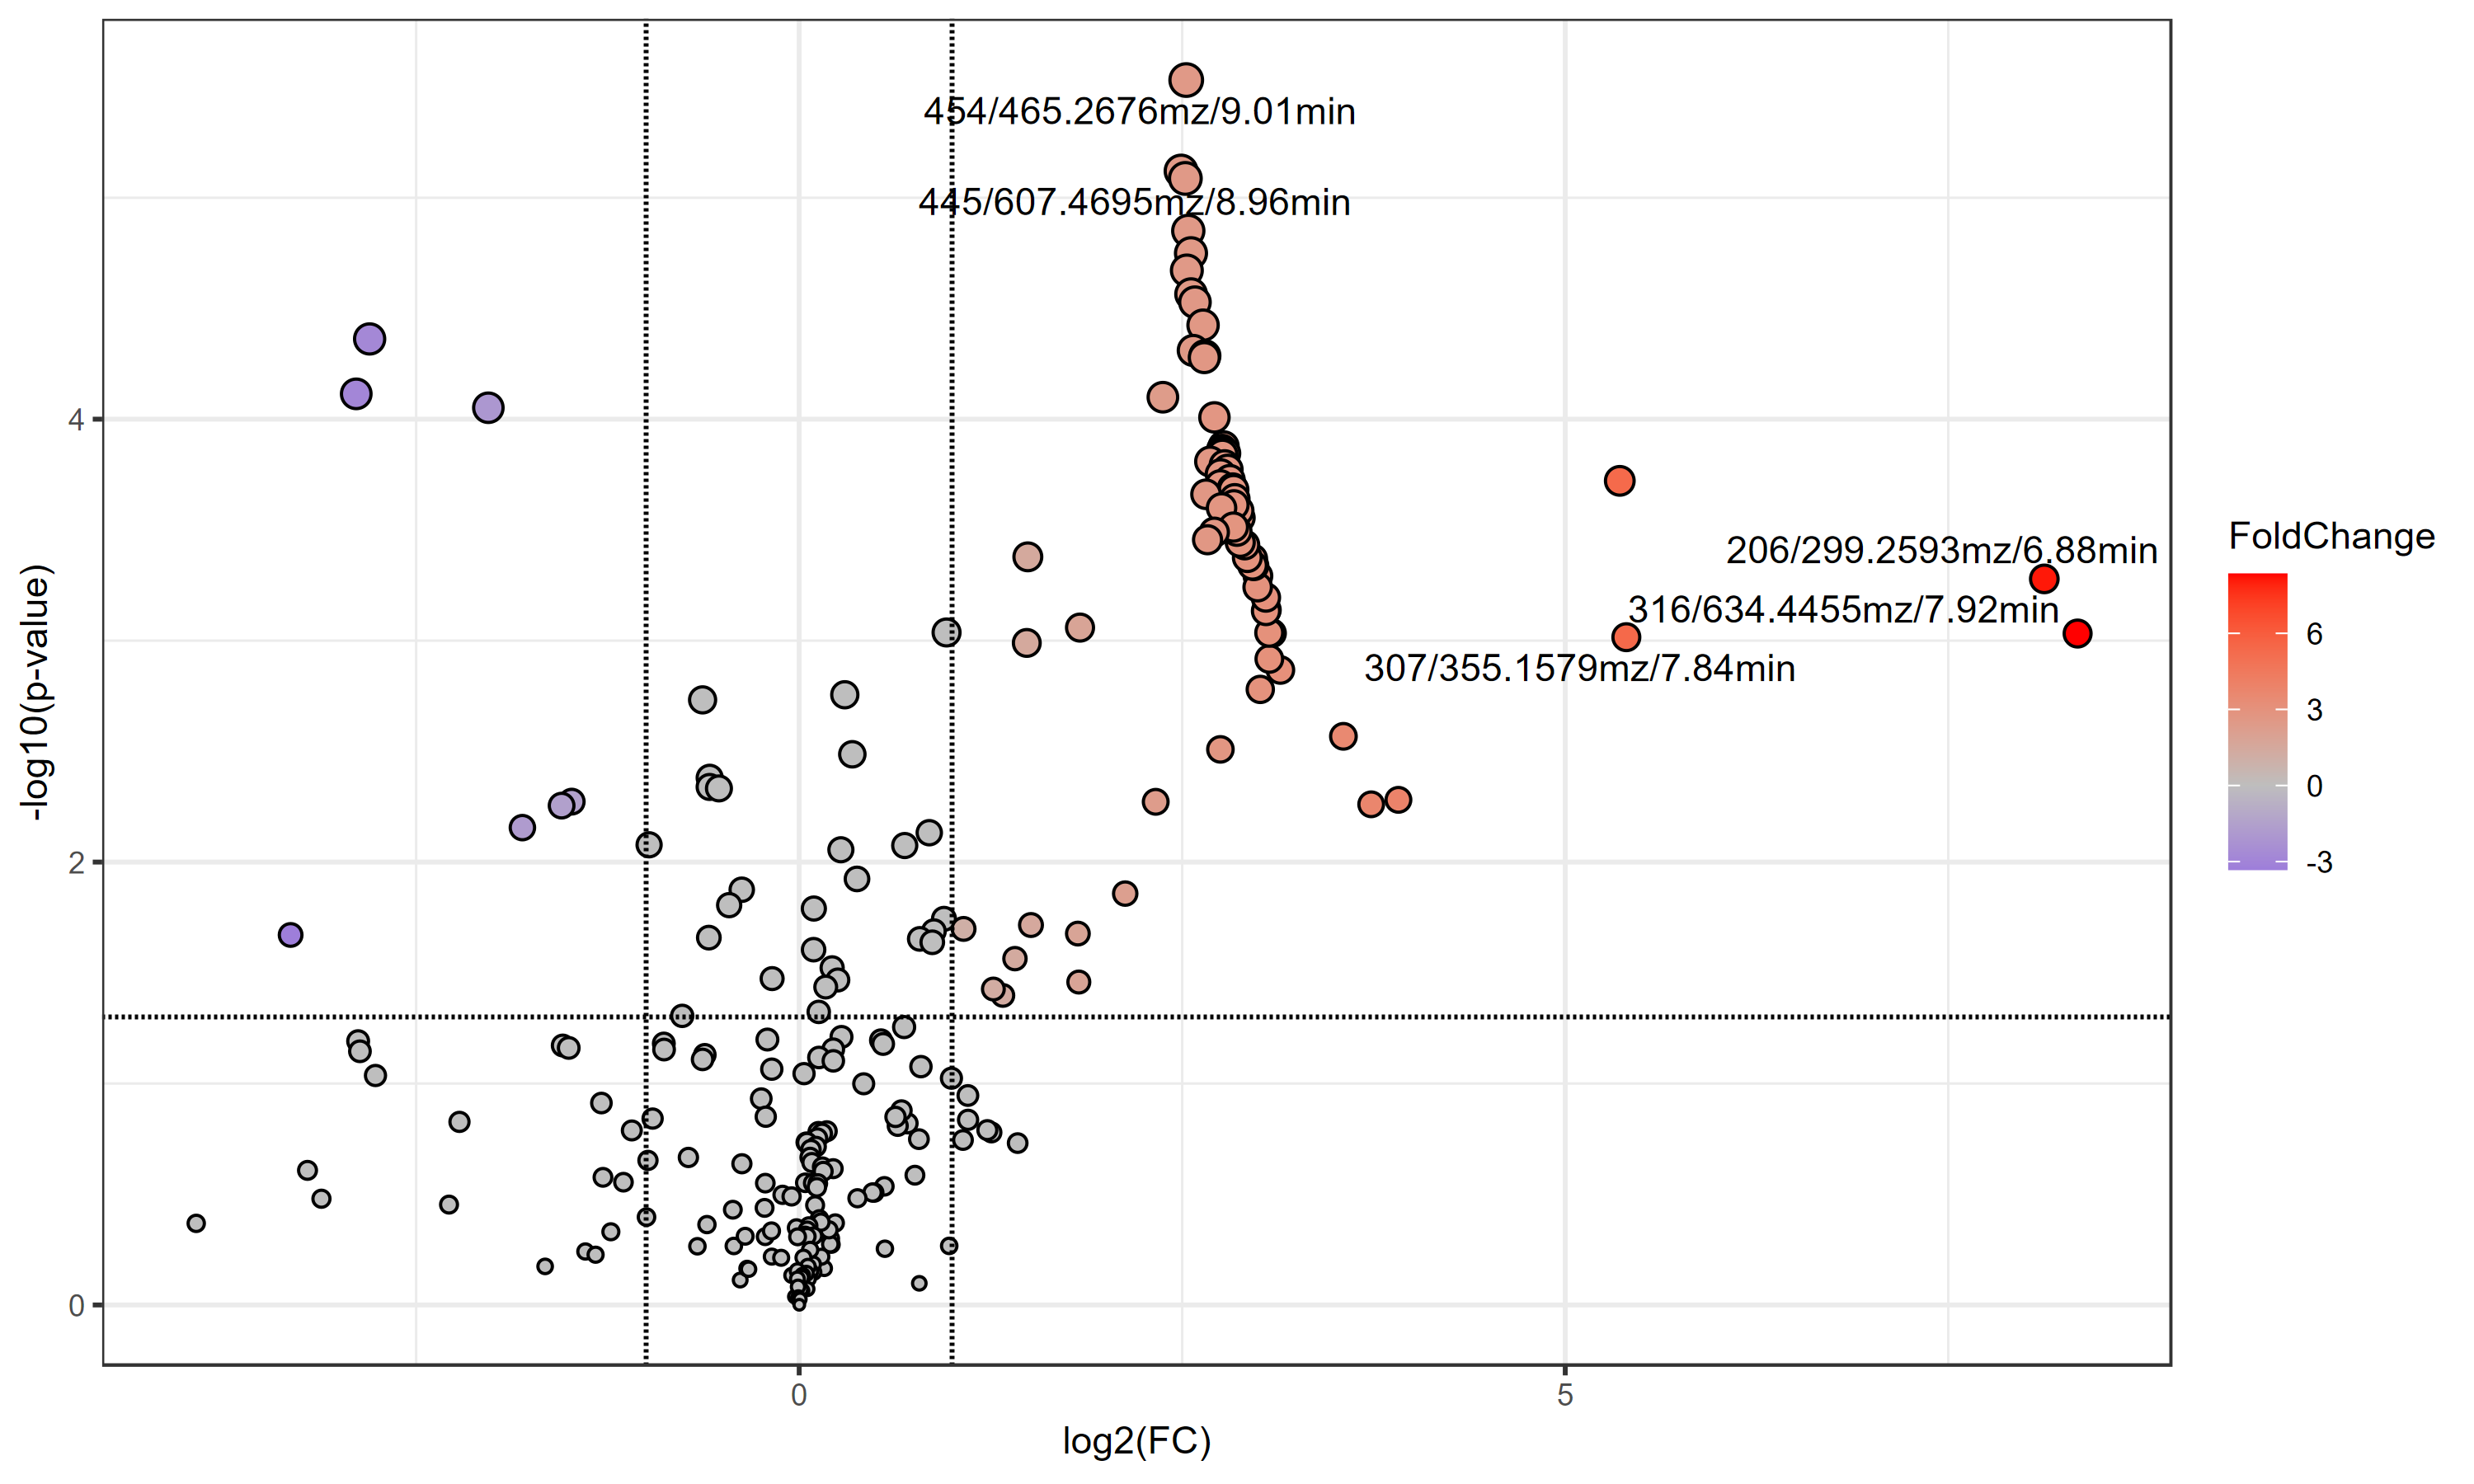 454/465.2676mz/9.01min
445/607.4695mz/8.96min
206/299.2593mz/6.88min
316/634.4455mz/7.92min
307/355.1579mz/7.84min
-log10(p-value)
4
2
0
0
5
log2(FC)
FoldChange
6
3
0
-3